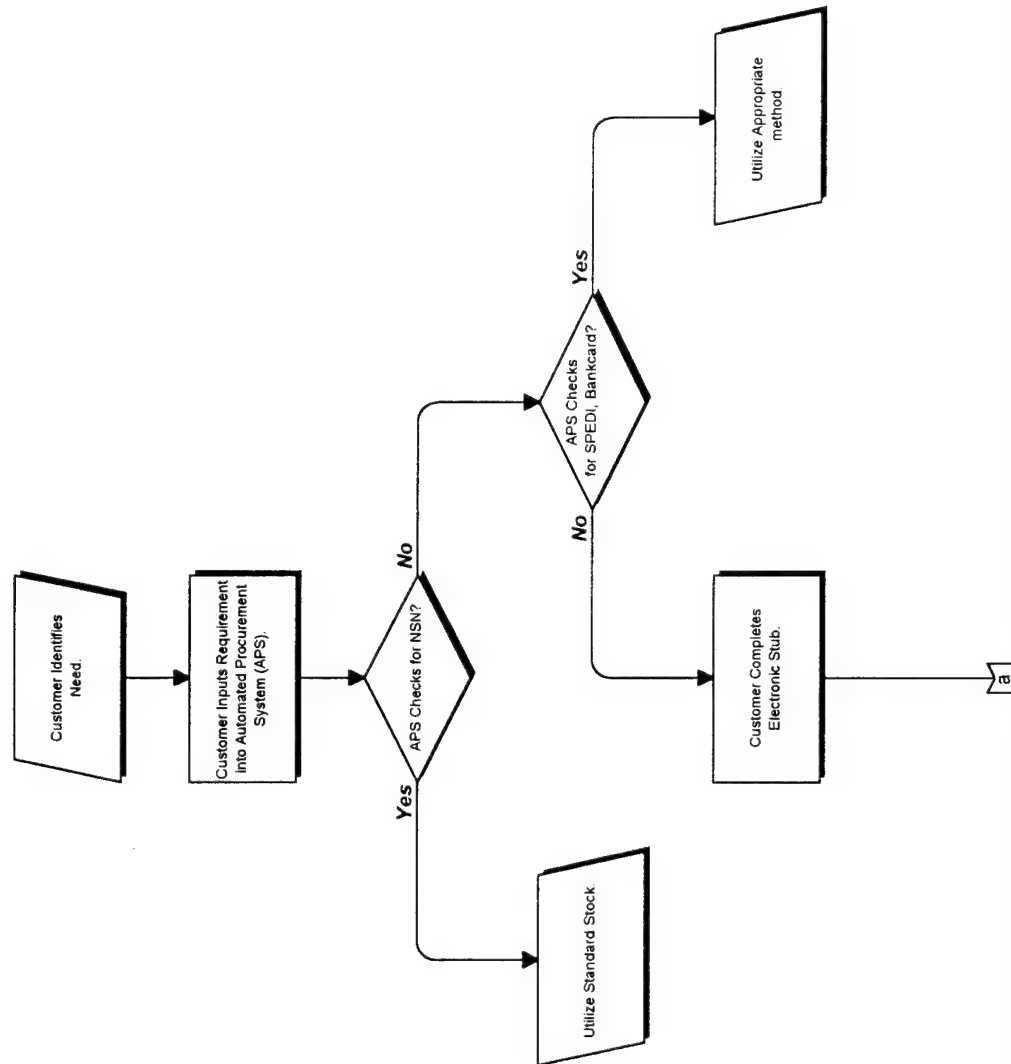 Customer Identifies
Need.
Customer Inputs Requirement
into Automated Procurement
System (APS).
APS Checks for NSN?
Yes
No
Utilize Standard Stock.
APS Checks
for SPEDI, Bankcard?
No
Yes
Customer Completes
Electronic Stub.
Utilize Appropriate
method.
a